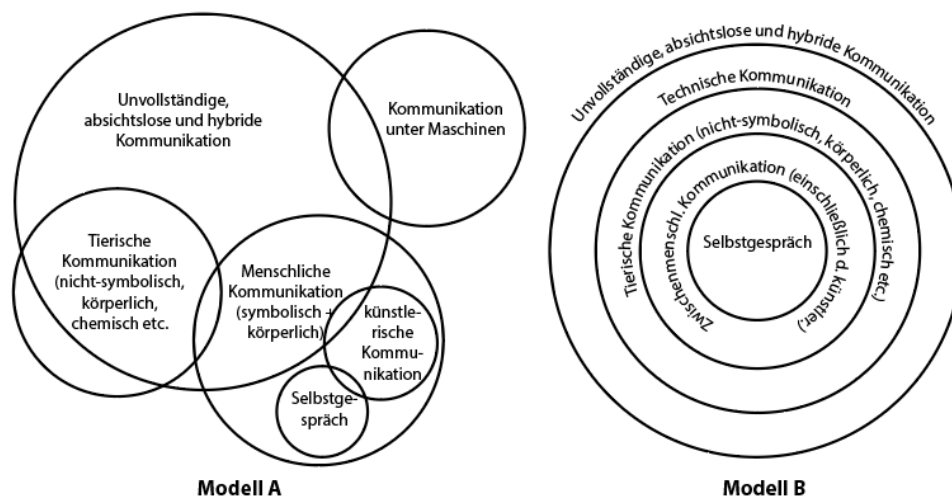 Unvollständige,
absichtslose und hybride
Kommunikation
Kommunikation
unter Maschinen
Tierische
Kommunikation
(nicht-symbolisch,
körperlich,
chemisch etc.
Menschliche
Kommunikation
(symbolisch +
körperlich)
künstle-
rische
Kommu-
nikation
Selbstge-
spräch
Modell A
Unvollständige, absichtslose und hybride Kommunikation
Technische Kommunikation
Tierische Kommunikation (nicht-symbolisch, körperlich, chemisch etc.)
Zwischenmenschl. Kommunikation (einschließlich d. künstler.)
Selbstgespräch
Modell B